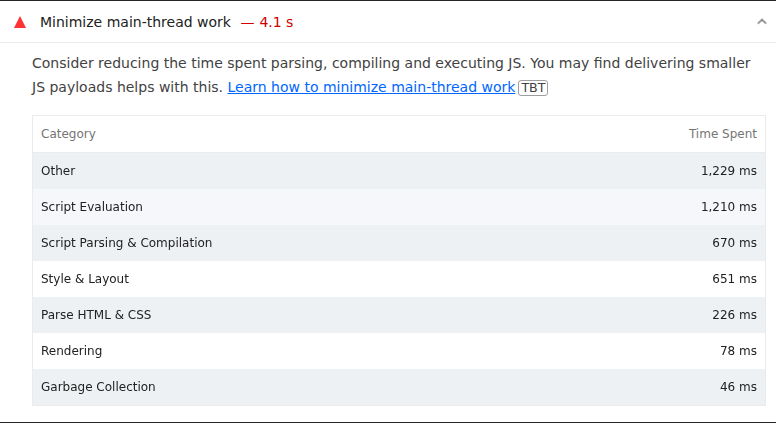 Minimize main-thread work — 4.1 s
Consider reducing the time spent parsing, compiling and executing JS. You may find delivering smaller
JS payloads helps with this. Learn how to minimize main-thread work TBT
Category Time Spent
Other 1,229 ms
Script Evaluation 1,210 ms
Script Parsing & Compilation 670 ms
Style & Layout 651 ms
Parse HTML & CSS 226 ms
Rendering 78 ms
Garbage Collection 46 ms